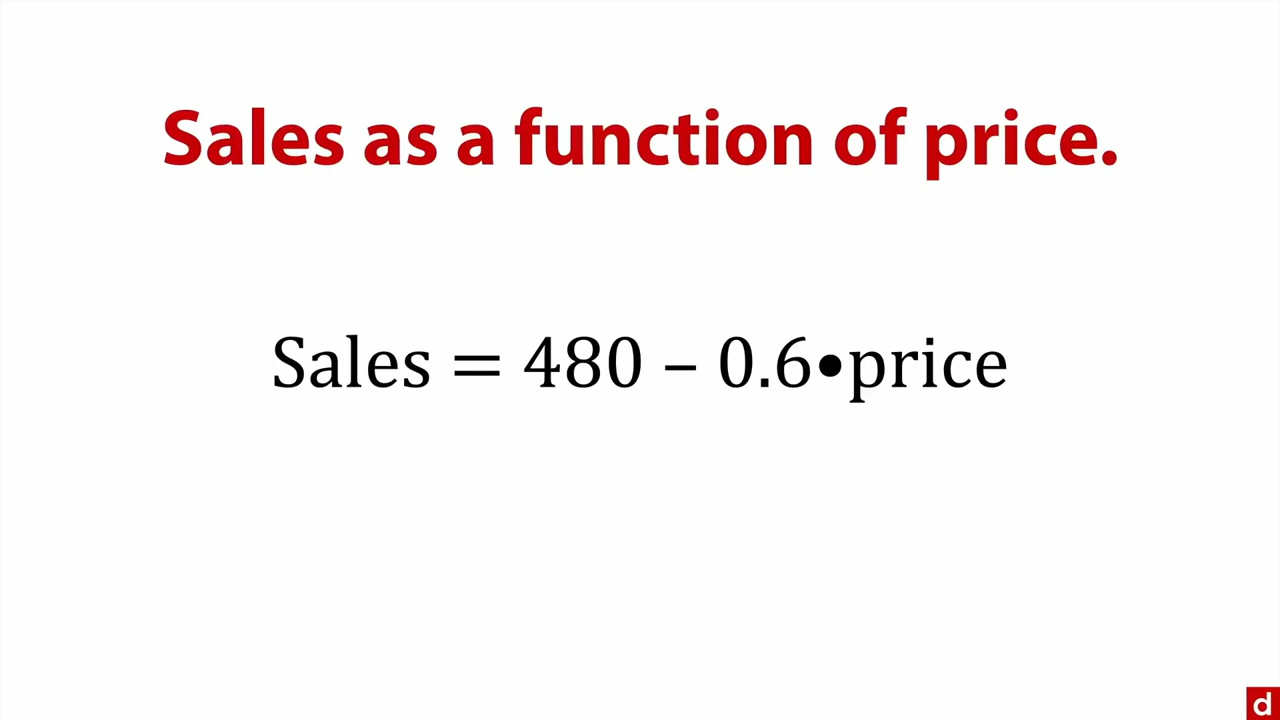 Sales as a function of price.
Sales = 480 – 0.6•price
d